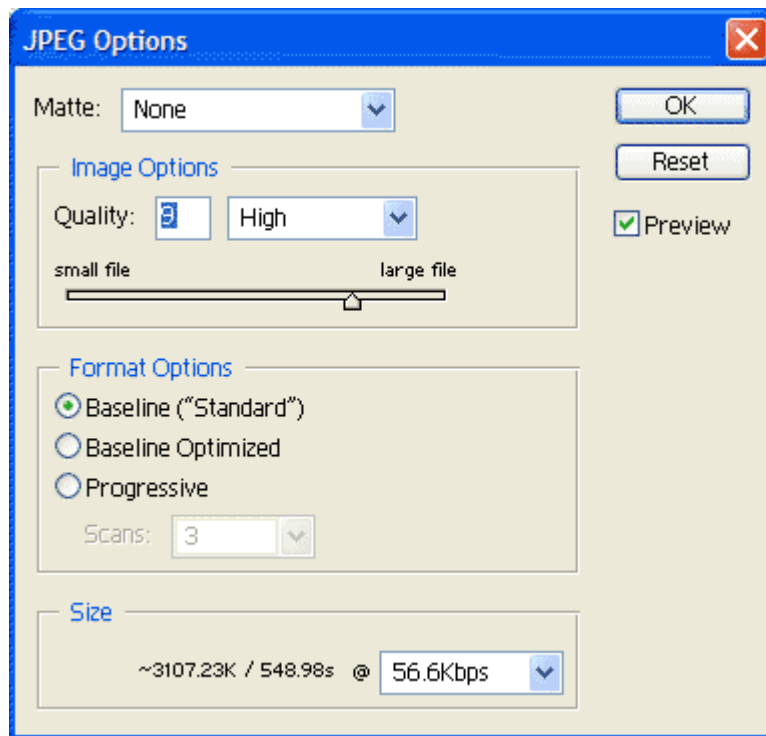 JPEG Options
Matte: None
OK
Image Options
Reset
Quality: 9 High
Preview
small file large file
Format Options
Baseline (“Standard”)
Baseline Optimized
Progressive
Scans: 3
Size
~3107.23K / 548.98s @ 56.6Kbps